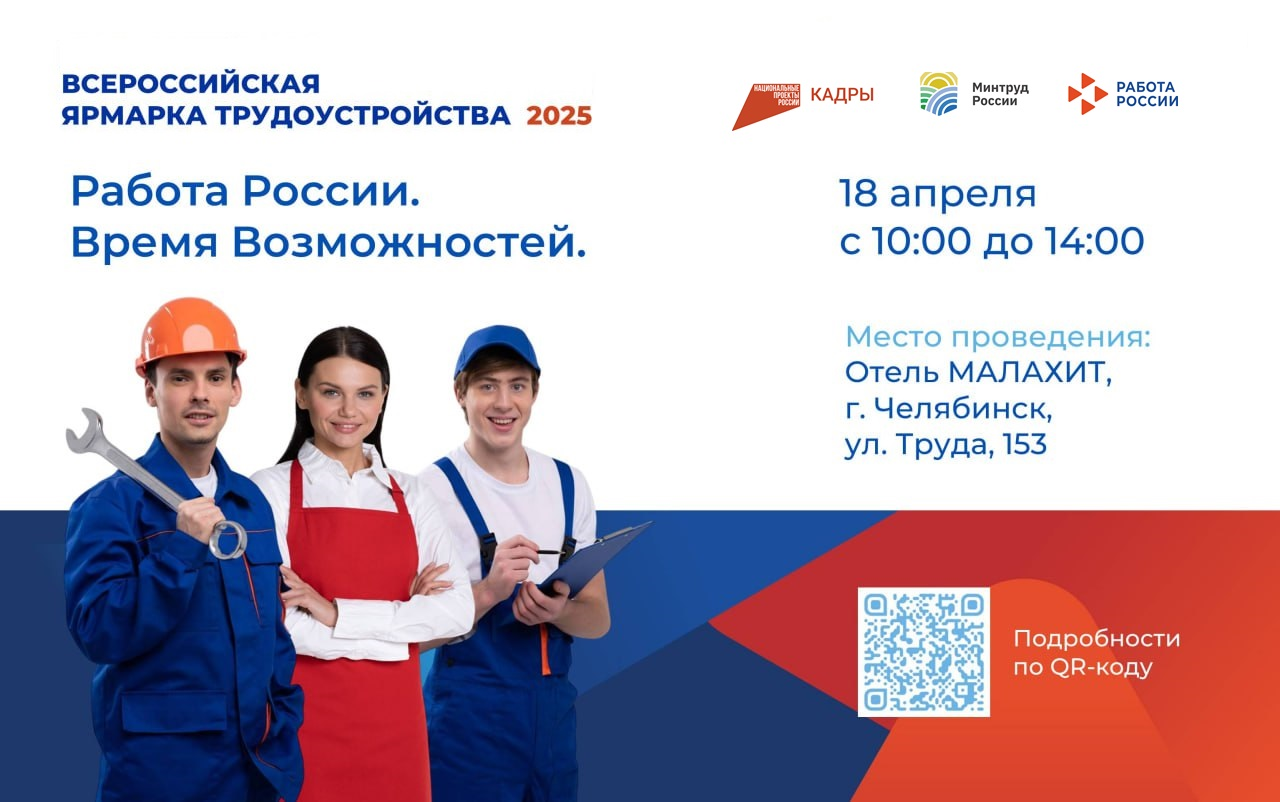 ВСЕРОССИЙСКАЯ
ЯРМАРКА ТРУДОУСТРОЙСТВА 2025
НАЦИОНАЛЬНЫЕ
ПРОЕКТЫ
РОССИИ
КАДРЫ
Минтруд
России
РАБОТА
РОССИИ
Работа России.
Время Возможностей.
18 апреля
с 10:00 до 14:00
Место проведения:
Отель МАЛАХИТ,
г. Челябинск,
ул. Труда, 153
Подробности
по QR-коду